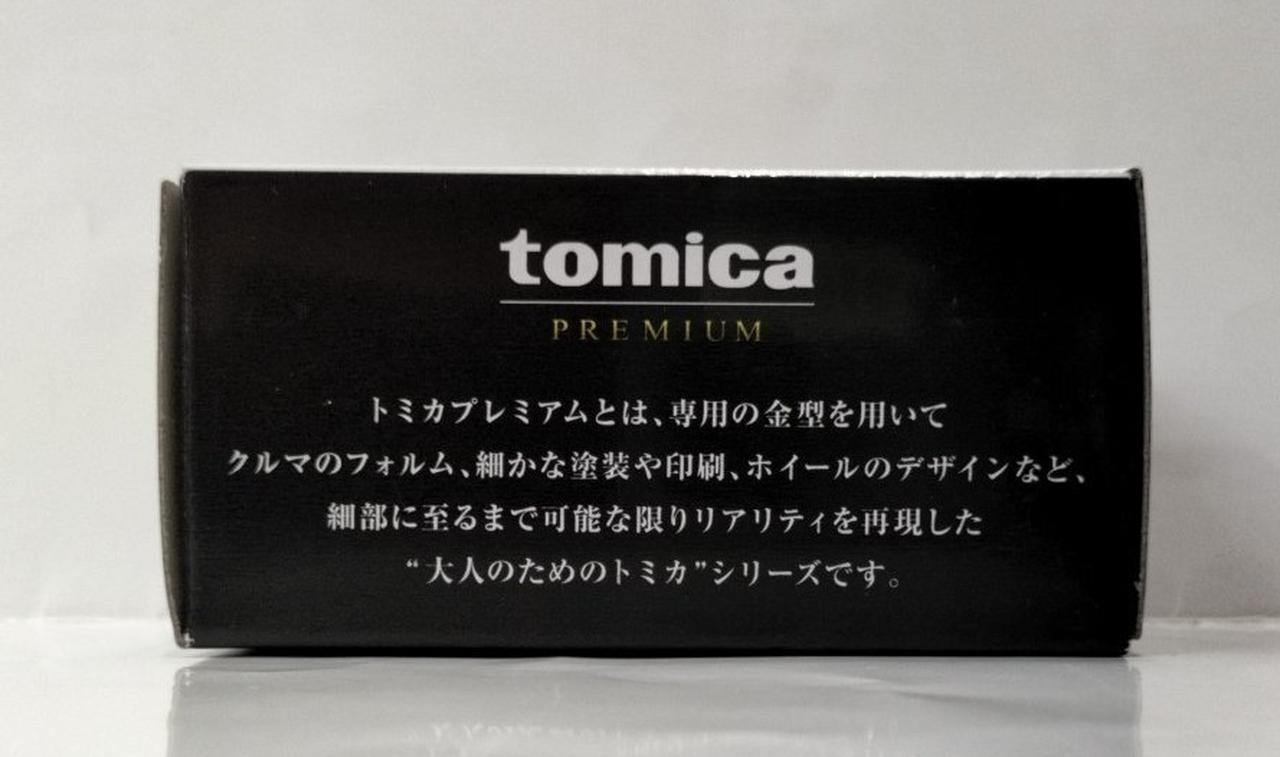 tomica
PREMIUM
トミカプレミアムとは、専用の金型を用いて
クルマのフォルム、細かな塗装や印刷、ホイールのデザインなど、
細部に至るまで可能な限りリアリティを再現した
“大人のためのトミカ”シリーズです。